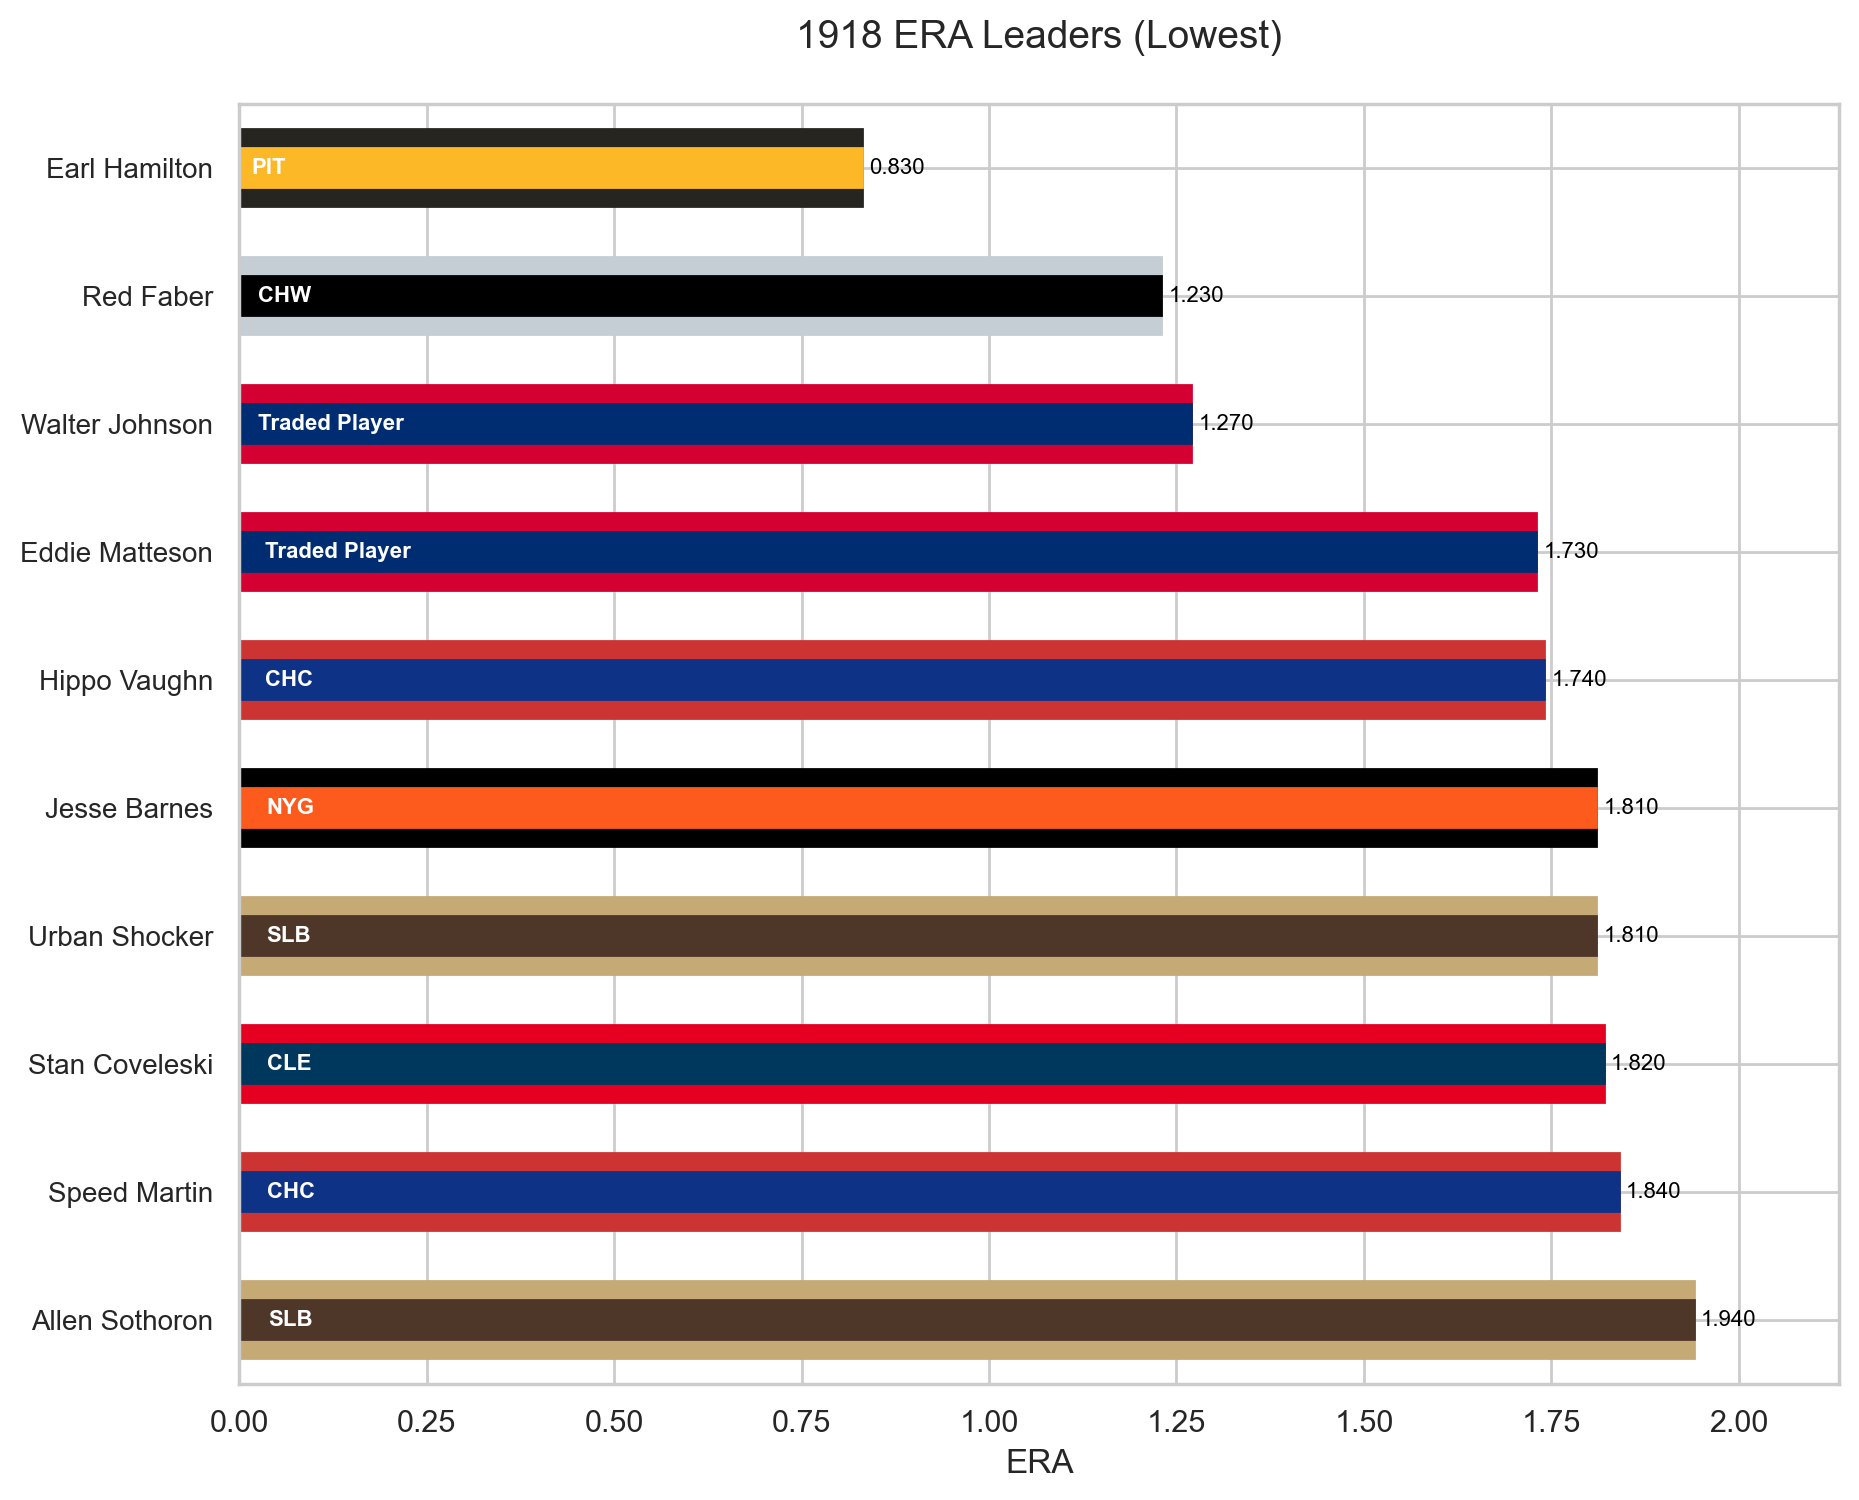 1918 ERA Leaders (Lowest)
Earl Hamilton PIT 0.830
Red Faber CHW 1.230
Walter Johnson Traded Player 1.270
Eddie Matteson Traded Player 1.730
Hippo Vaughn CHC 1.740
Jesse Barnes NYG 1.810
Urban Shocker SLB 1.810
Stan Coveleski CLE 1.820
Speed Martin CHC 1.840
Allen Sothoron SLB 1.940
0.00 0.25 0.50 0.75 1.00 1.25 1.50 1.75 2.00
ERA